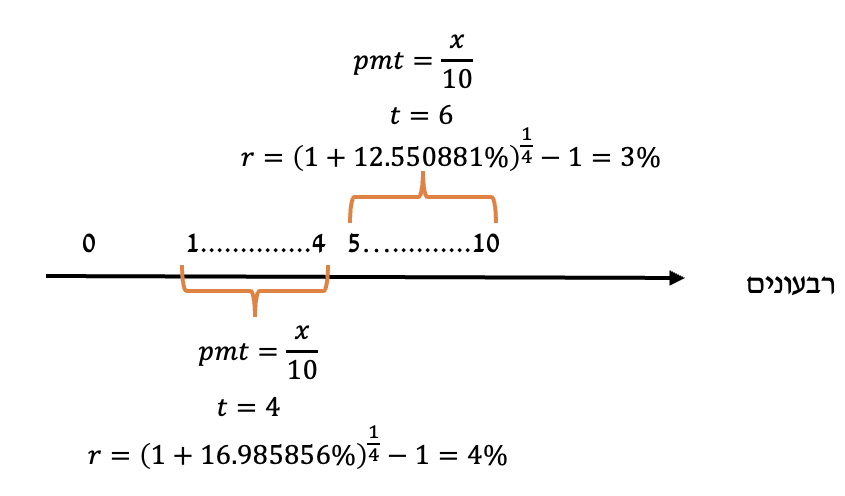 pmt = x/10
t = 6
r = (1 + 12.550881%)^(1/4) − 1 = 3%
0 1..............4 5…...........10
רבעונים
pmt = x/10
t = 4
r = (1 + 16.985856%)^(1/4) − 1 = 4%